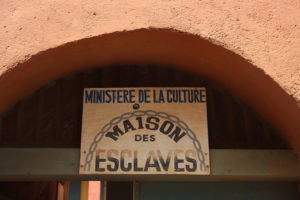 MINISTERE DE LA CULTURE
MAISON
DES
ESCLAVES